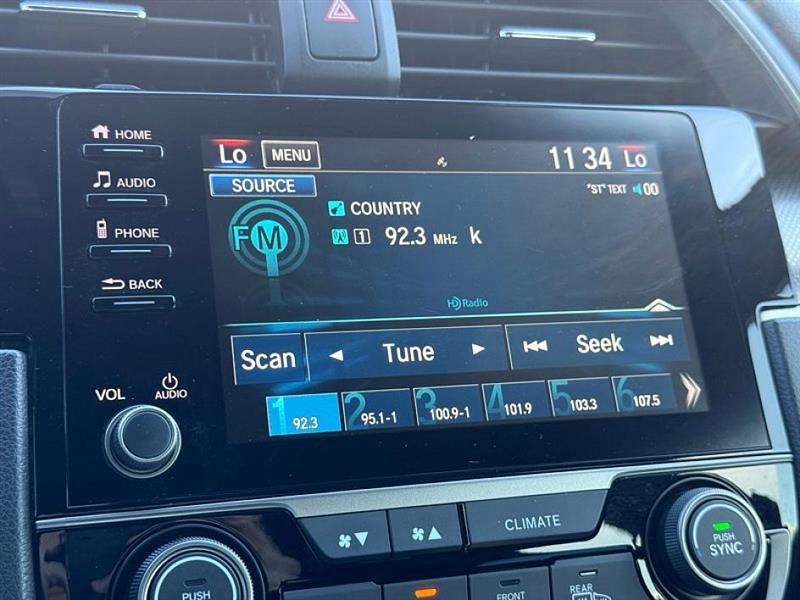 HOME
AUDIO
PHONE
BACK
VOL
AUDIO
Lo MENU 11 34 Lo
SOURCE "ST" TEXT 00
COUNTRY
FM 1 92.3 MHz k
HD Radio
Scan Tune Seek
1 92.3 2 95.1-1 3 100.9-1 4 101.9 5 103.3 6 107.5
CLIMATE
PUSH
SYNC
PUSH
FRONT
REAR